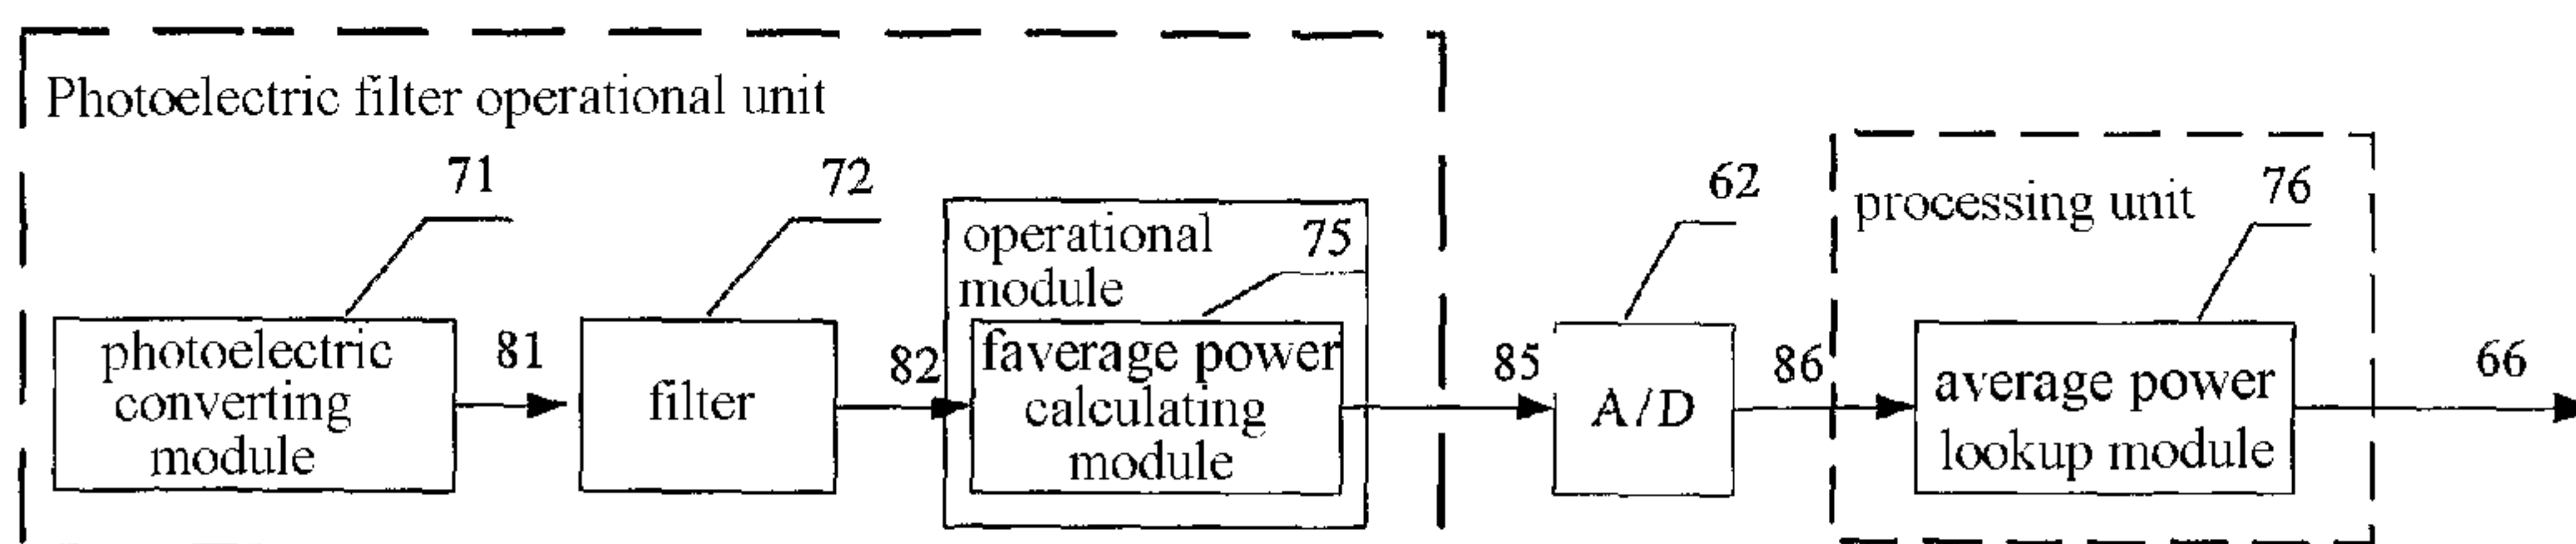 Photoelectric filter operational unit
71
72
62
processing unit
76
operational
module
75
photoelectric
converting
module
81
filter
82
faverage power
calculating
module
85
A/D
86
average power
lookup module
66